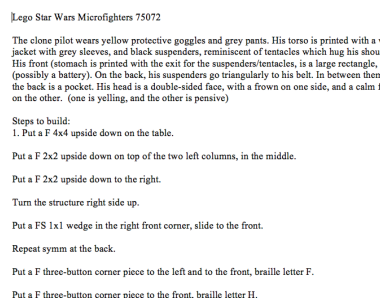 Lego Star Wars Microfighters 75072
The clone pilot wears yellow protective goggles and grey pants. His torso is printed with a
jacket with grey sleeves, and black suspenders, reminiscent of tentacles which hug his shou
His front (stomach is printed with the exit for the suspenders/tentacles, is a large rectangle,
(possibly a battery). On the back, his suspenders go triangularly to his belt. In between then
the back is a pocket. His head is a double-sided face, with a frown on one side, and a calm
on the other. (one is yelling, and the other is pensive)
Steps to build:
1. Put a F 4x4 upside down on the table.
Put a F 2x2 upside down on top of the two left columns, in the middle.
Put a F 2x2 upside down to the right.
Turn the structure right side up.
Put a FS 1x1 wedge in the right front corner, slide to the front.
Repeat symm at the back.
Put a F three-button corner piece to the left and to the front, braille letter F.
Put a F three-button corner piece to the front, braille letter H.